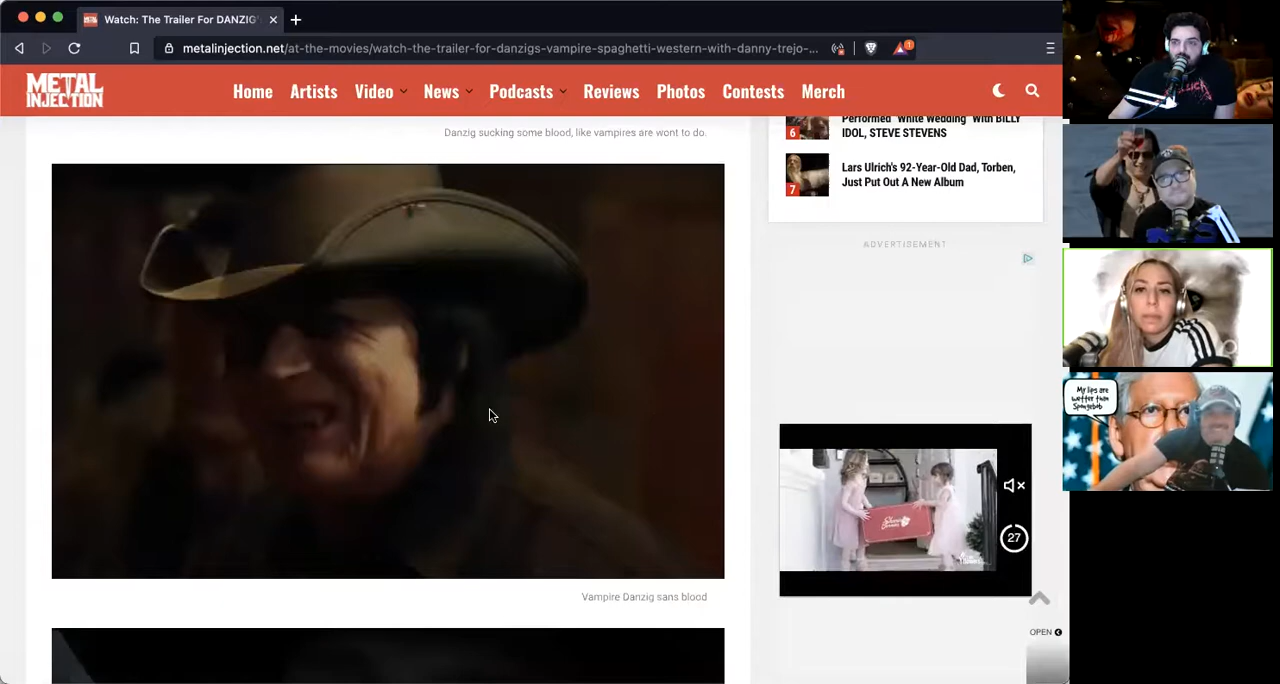 Watch: The Trailer For DANZIG'
metalinjection.net/at-the-movies/watch-the-trailer-for-danzigs-vampire-spaghetti-western-with-danny-trejo-...
1
METAL
INJECTION
Home
Artists
Video
News
Podcasts
Reviews
Photos
Contests
Merch
Danzig sucking some blood, like vampires are wont to do.
Performed "White Wedding" With BILLY
IDOL, STEVE STEVENS
6
Lars Ulrich's 92-Year-Old Dad, Torben,
Just Put Out A New Album
7
ADVERTISEMENT
27
Vampire Danzig sans blood
OPEN
My lips are
wetter than
Spongebob